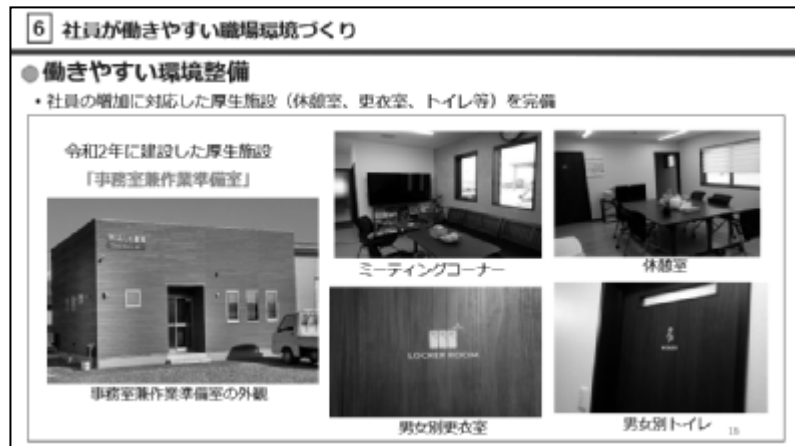 6 社員が働きやすい職場環境づくり
●働きやすい環境整備
・社員の増加に対応した厚生施設（休憩室、更衣室、トイレ等）を完備
令和2年に建設した厚生施設
「事務室兼作業準備室」
ミーティングコーナー
休憩室
LOCKER ROOM
事務室兼作業準備室の外観
男女別更衣室
男女別トイレ
15